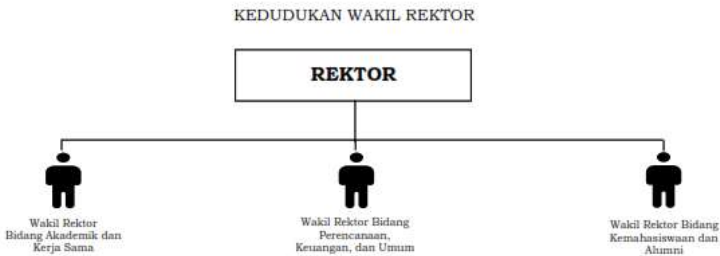 KEDUDUKAN WAKIL REKTOR
REKTOR
Wakil Rektor
Bidang Akademik dan
Kerja Sama
Wakil Rektor Bidang
Perencanaan,
Keuangan, dan Umum
Wakil Rektor Bidang
Kemahasiswaan dan
Alumni